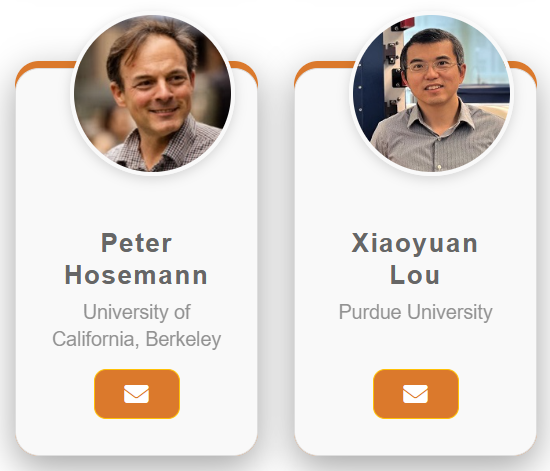 Peter
Hosemann
University of
California, Berkeley
Xiaoyuan
Lou
Purdue University